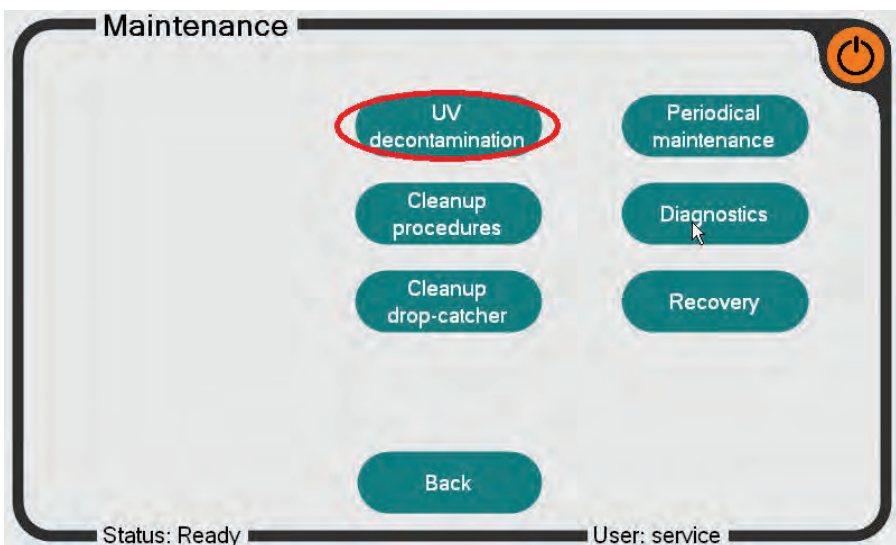 Maintenance
UV
decontamination
Periodical
maintenance
Cleanup
procedures
Diagnostics
Cleanup
drop-catcher
Recovery
Back
Status: Ready
User: service